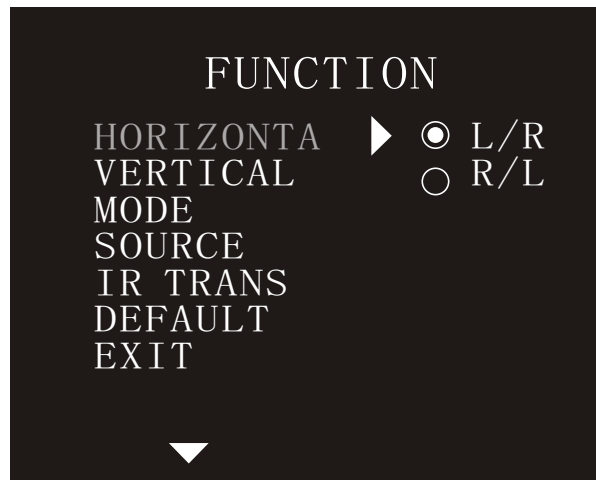 FUNCTION
HORIZONTA L/R
VERTICAL R/L
MODE
SOURCE
IR TRANS
DEFAULT
EXIT